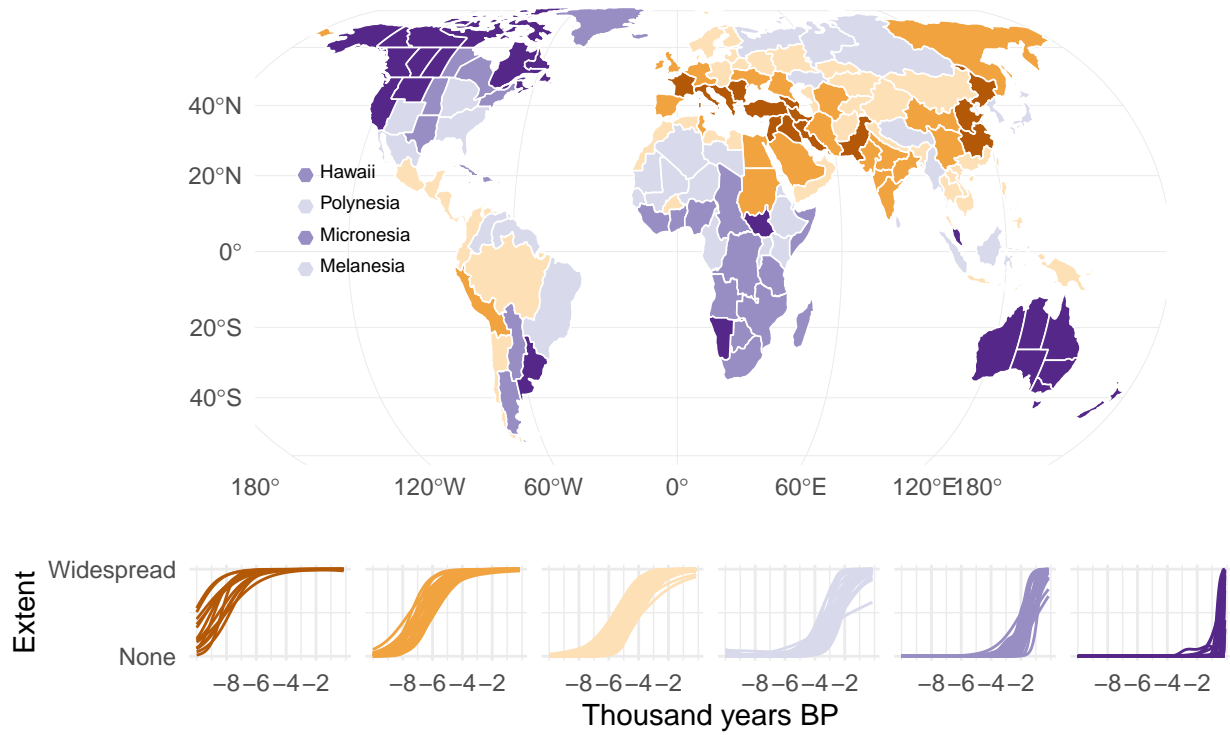 40°N
20°N
0°
20°S
40°S
Hawaii
Polynesia
Micronesia
Melanesia
180° 120°W 60°W 0° 60°E 120°E 180°
Extent
Widespread
None
−8 −6 −4 −2 −8 −6 −4 −2 −8 −6 −4 −2 −8 −6 −4 −2 −8 −6 −4 −2 −8 −6 −4 −2
Thousand years BP